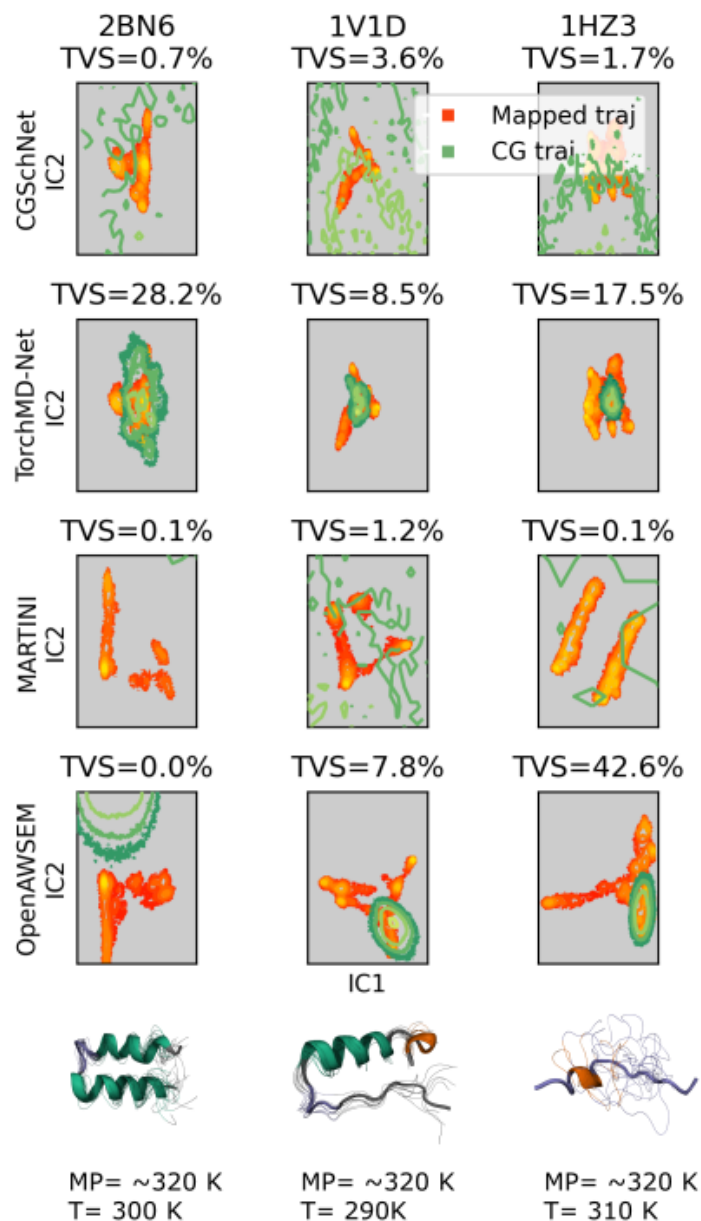 2BN6 1V1D 1HZ3
TVS=0.7% TVS=3.6% TVS=1.7%
CGSchNet
IC2
Mapped traj
CG traj
TVS=28.2% TVS=8.5% TVS=17.5%
TorchMD-Net
IC2
TVS=0.1% TVS=1.2% TVS=0.1%
MARTINI
IC2
TVS=0.0% TVS=7.8% TVS=42.6%
OpenAWSEM
IC2
IC1
MP= ~320 K MP= ~320 K MP= ~320 K
T= 300 K T= 290K T= 310 K